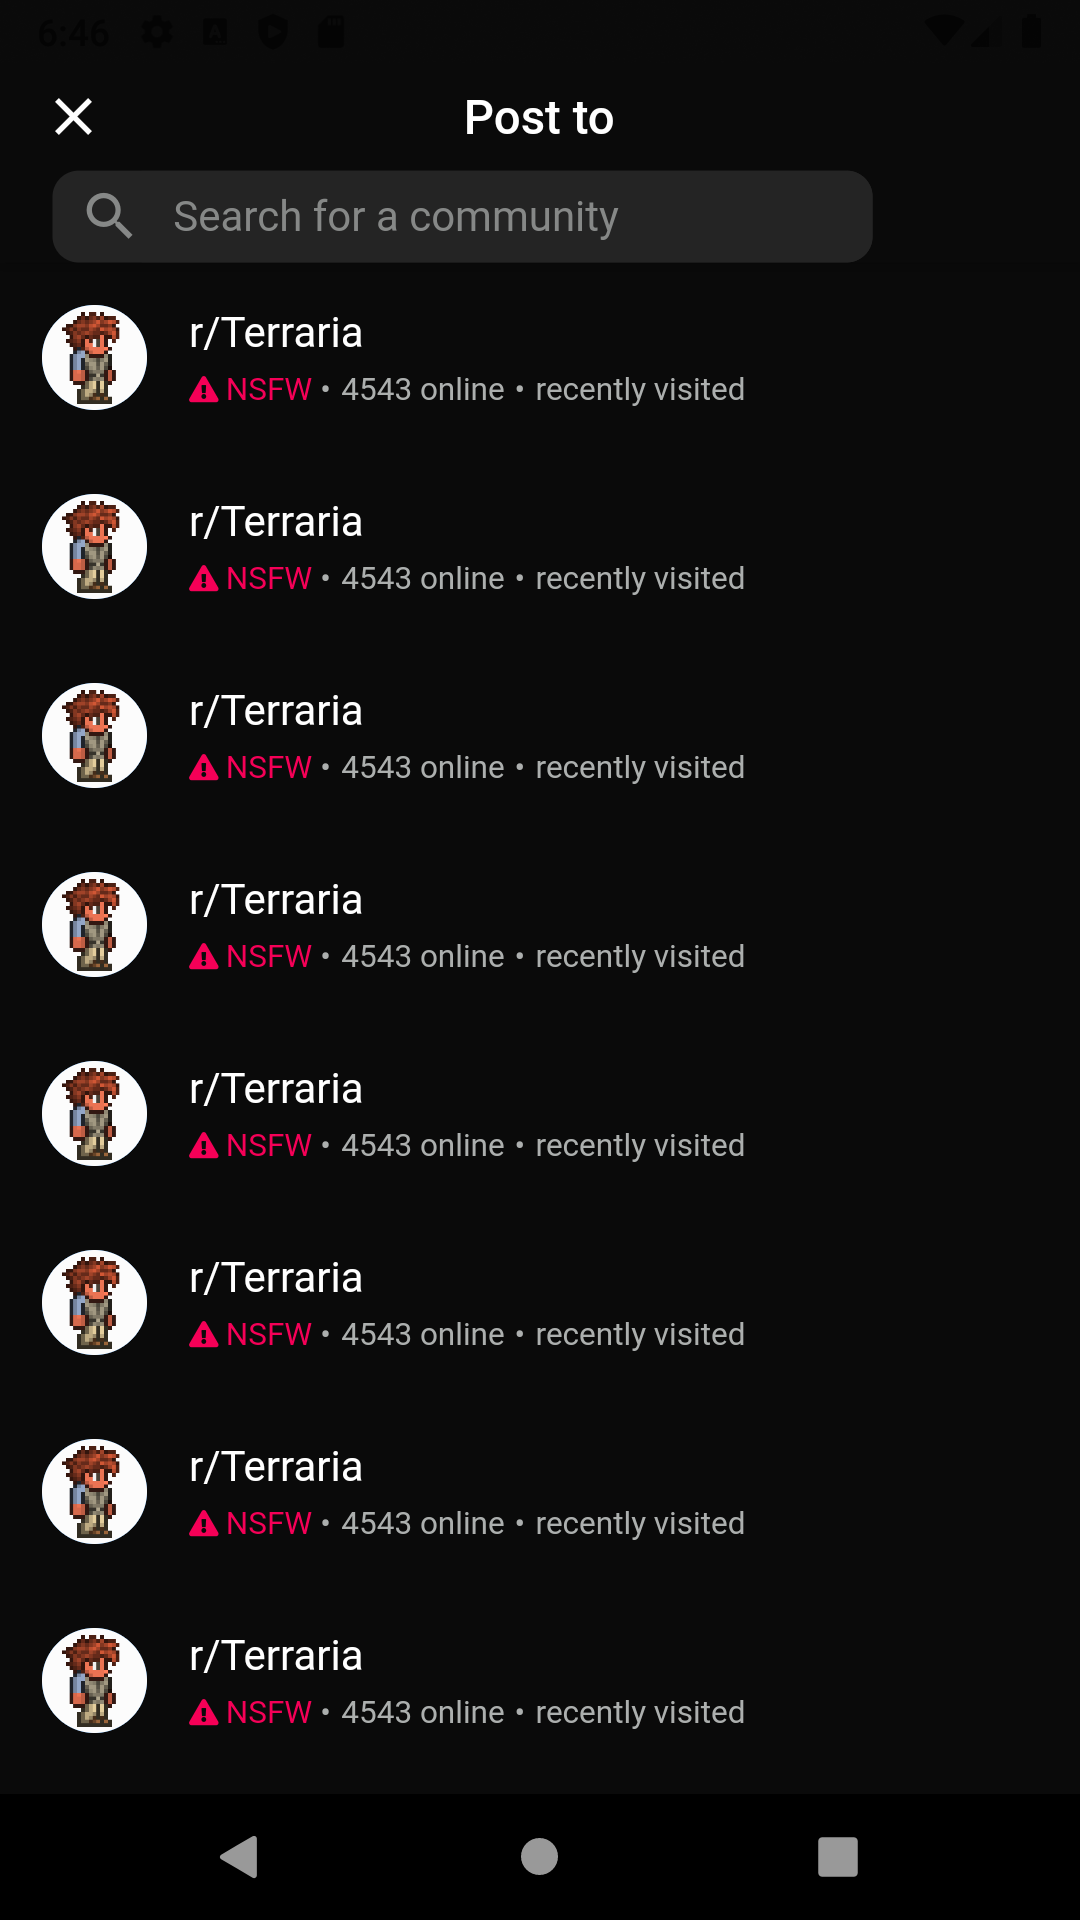 6:46
Post to
Search for a community
r/Terraria
NSFW • 4543 online • recently visited
r/Terraria
NSFW • 4543 online • recently visited
r/Terraria
NSFW • 4543 online • recently visited
r/Terraria
NSFW • 4543 online • recently visited
r/Terraria
NSFW • 4543 online • recently visited
r/Terraria
NSFW • 4543 online • recently visited
r/Terraria
NSFW • 4543 online • recently visited
r/Terraria
NSFW • 4543 online • recently visited